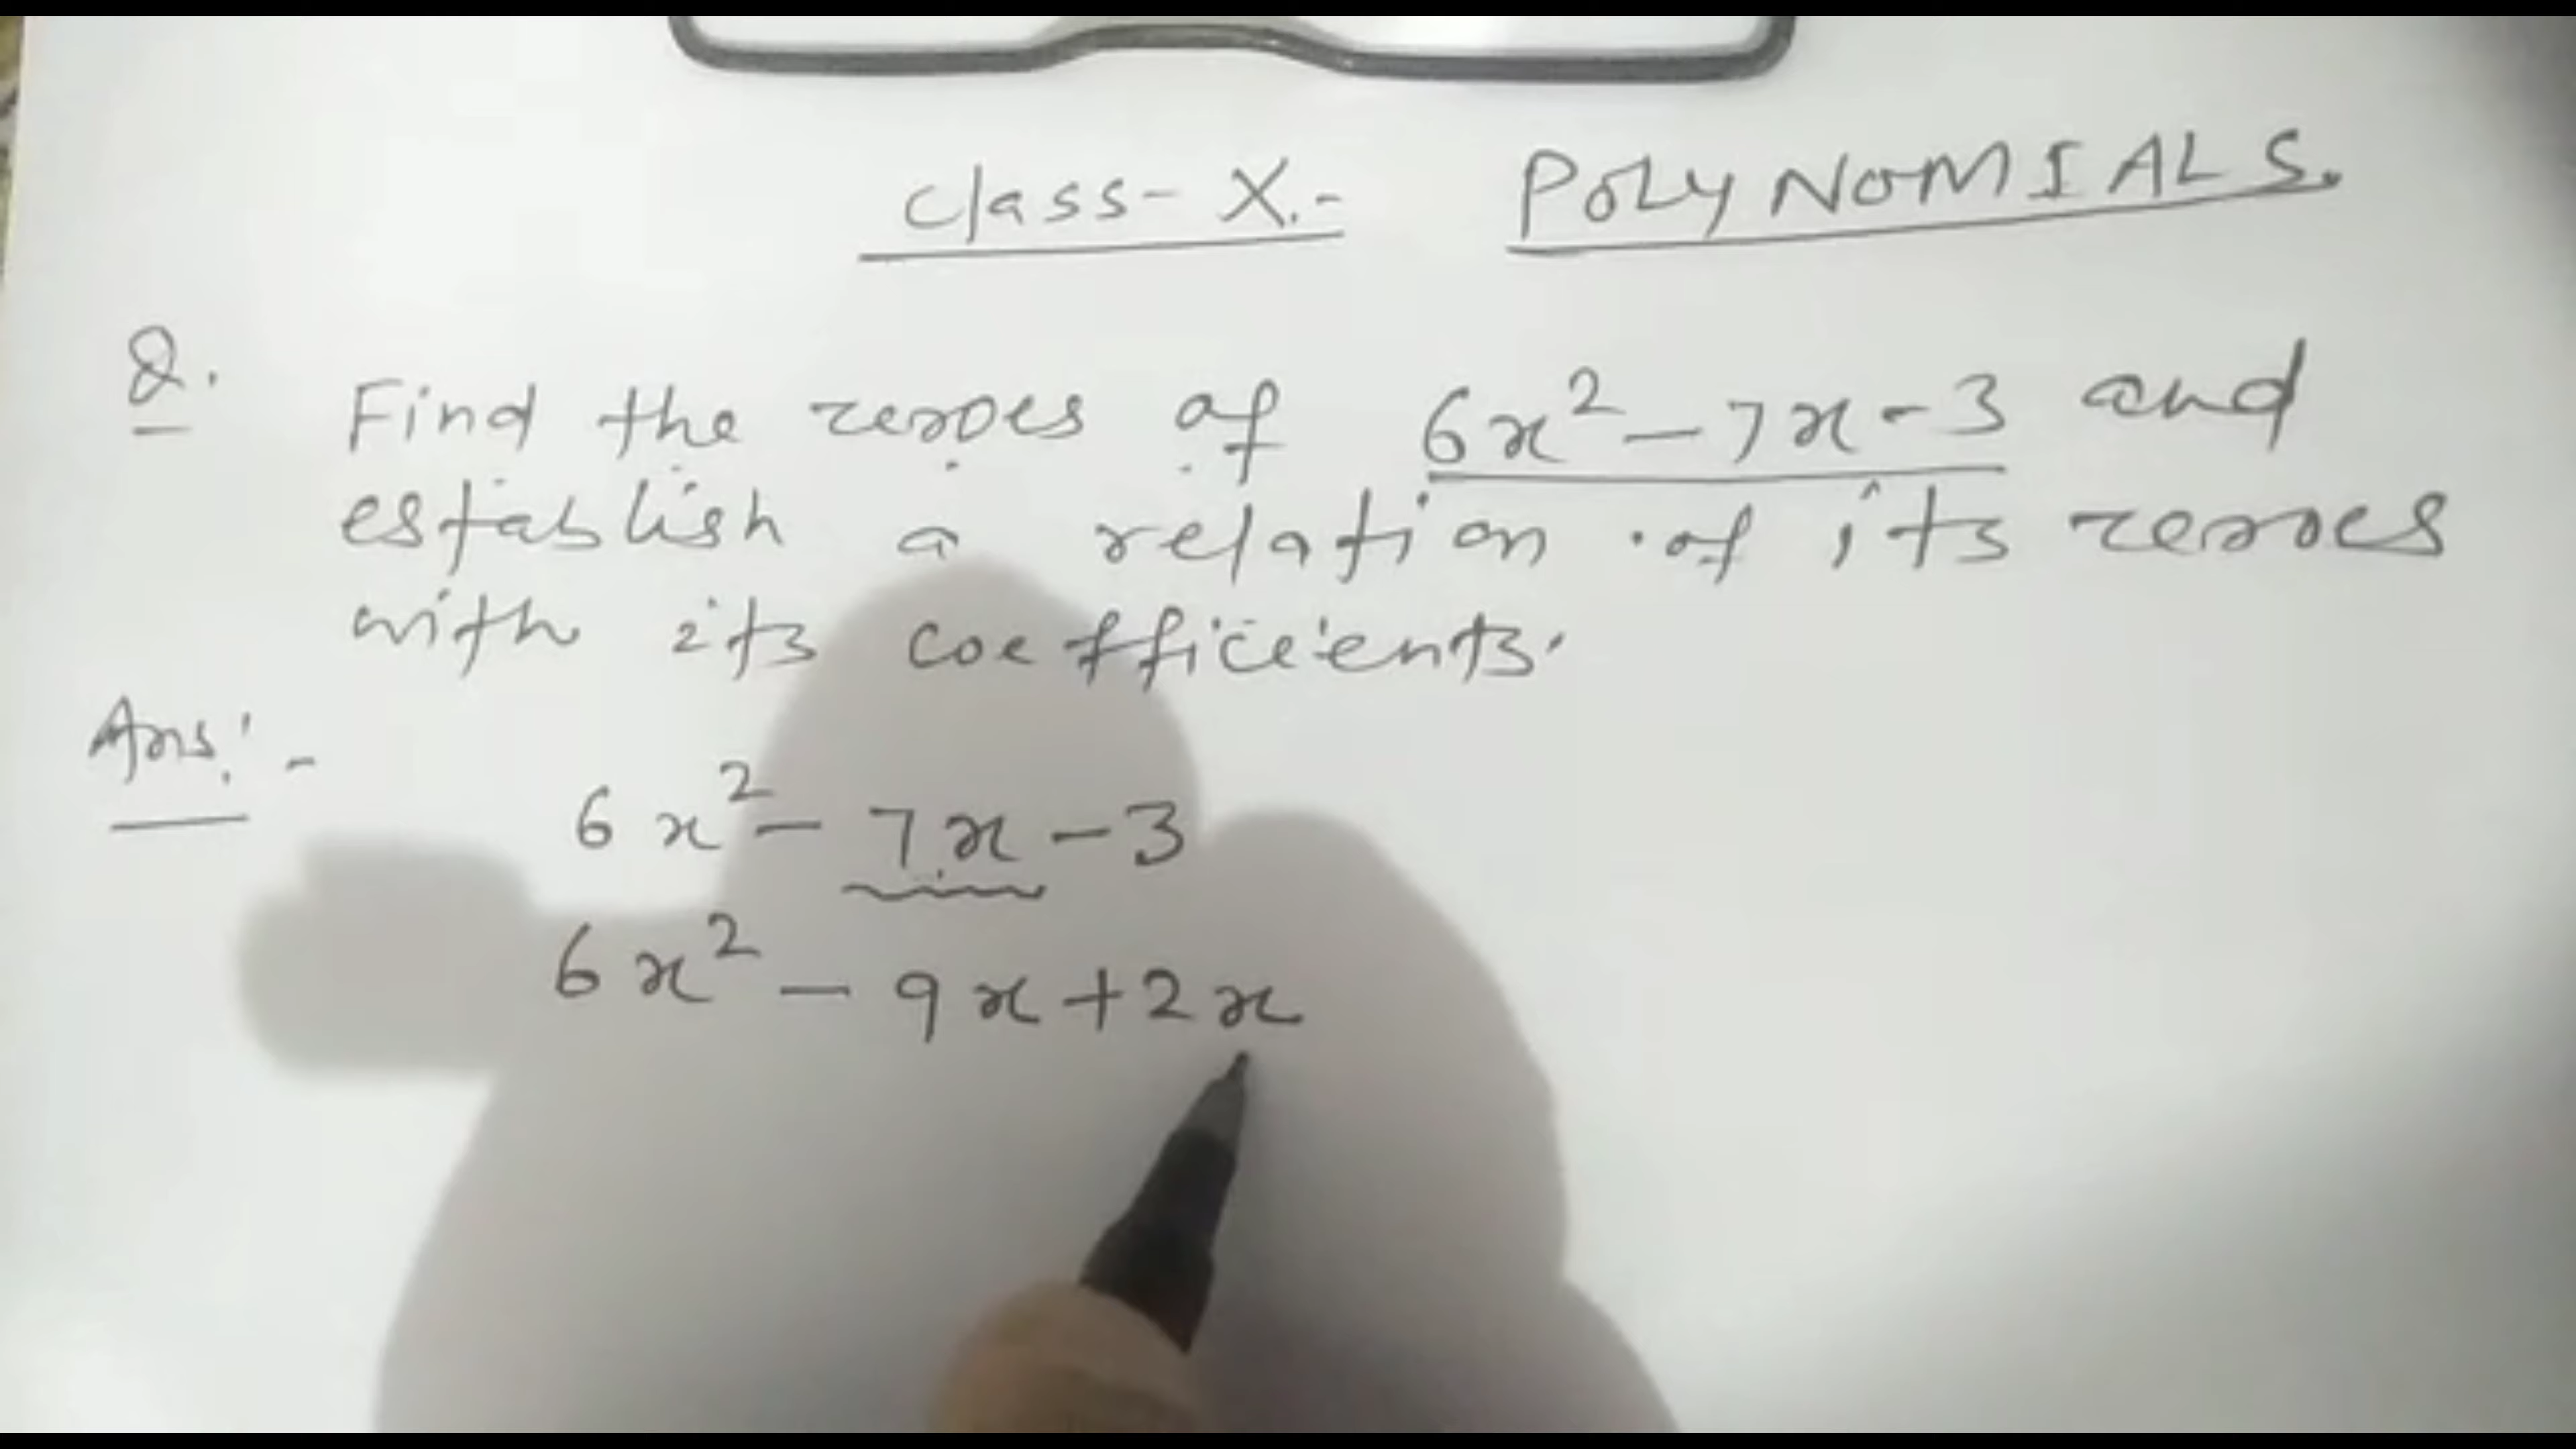 Class - X.- POLYNOMIALS.
Q. Find the zeroes of 6x² - 7x - 3 and
establish a relation of its zeroes
with its coefficients.
Ans:-
6x² - 7x - 3
6x² - 9x + 2x